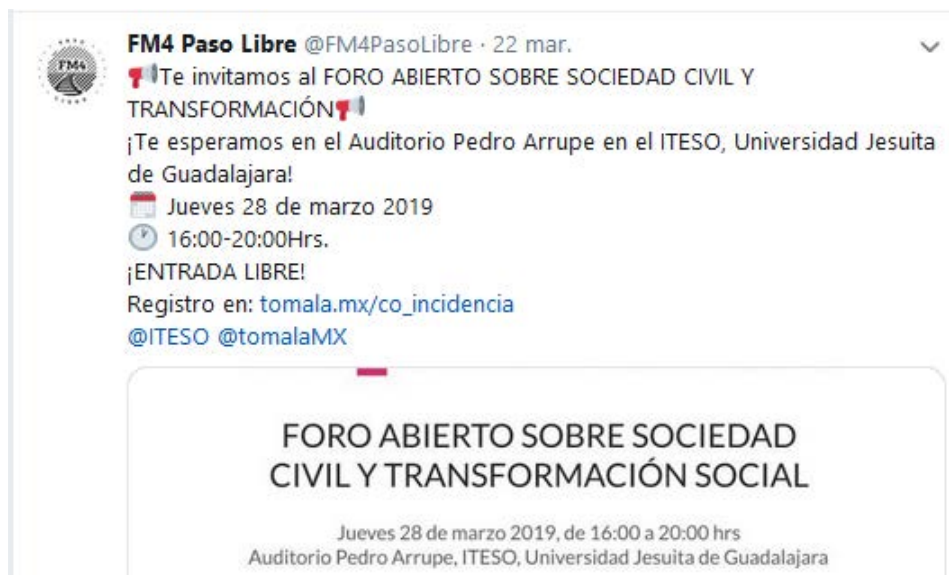 FM4 Paso Libre @FM4PasoLibre · 22 mar.
FM4
Te invitamos al FORO ABIERTO SOBRE SOCIEDAD CIVIL Y
TRANSFORMACIÓN
¡Te esperamos en el Auditorio Pedro Arrupe en el ITESO, Universidad Jesuita
de Guadalajara!
Jueves 28 de marzo 2019
16:00-20:00Hrs.
¡ENTRADA LIBRE!
Registro en: tomala.mx/co_incidencia
@ITESO @tomalaMX
FORO ABIERTO SOBRE SOCIEDAD
CIVIL Y TRANSFORMACIÓN SOCIAL
Jueves 28 de marzo 2019, de 16:00 a 20:00 hrs
Auditorio Pedro Arrupe, ITESO, Universidad Jesuita de Guadalajara